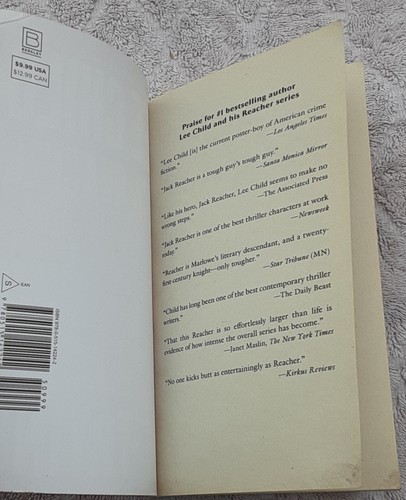 B
BERKLEY
$9.99 USA
$12.99 CAN
S
EAN
50999
Praise for #1 bestselling author
Lee Child and his Reacher series
“Lee Child [is] the current poster-boy of American crime
fiction.” —Los Angeles Times
“Jack Reacher is a tough guy’s tough guy.”
—Santa Monica Mirror
“Like his hero, Jack Reacher, Lee Child seems to make no
wrong steps.” —The Associated Press
“Jack Reacher is one of the best thriller characters at work
today.” —Newsweek
“Reacher is Marlowe’s literary descendant, and a twenty-
first-century knight—only tougher.” —Star Tribune (MN)
“Child has long been one of the best contemporary thriller
writers.” —The Daily Beast
“That this Reacher is so effortlessly larger than life is
evidence of how intense the overall series has become.”
—Janet Maslin, The New York Times
“No one kicks butt as entertainingly as Reacher.”
—Kirkus Reviews